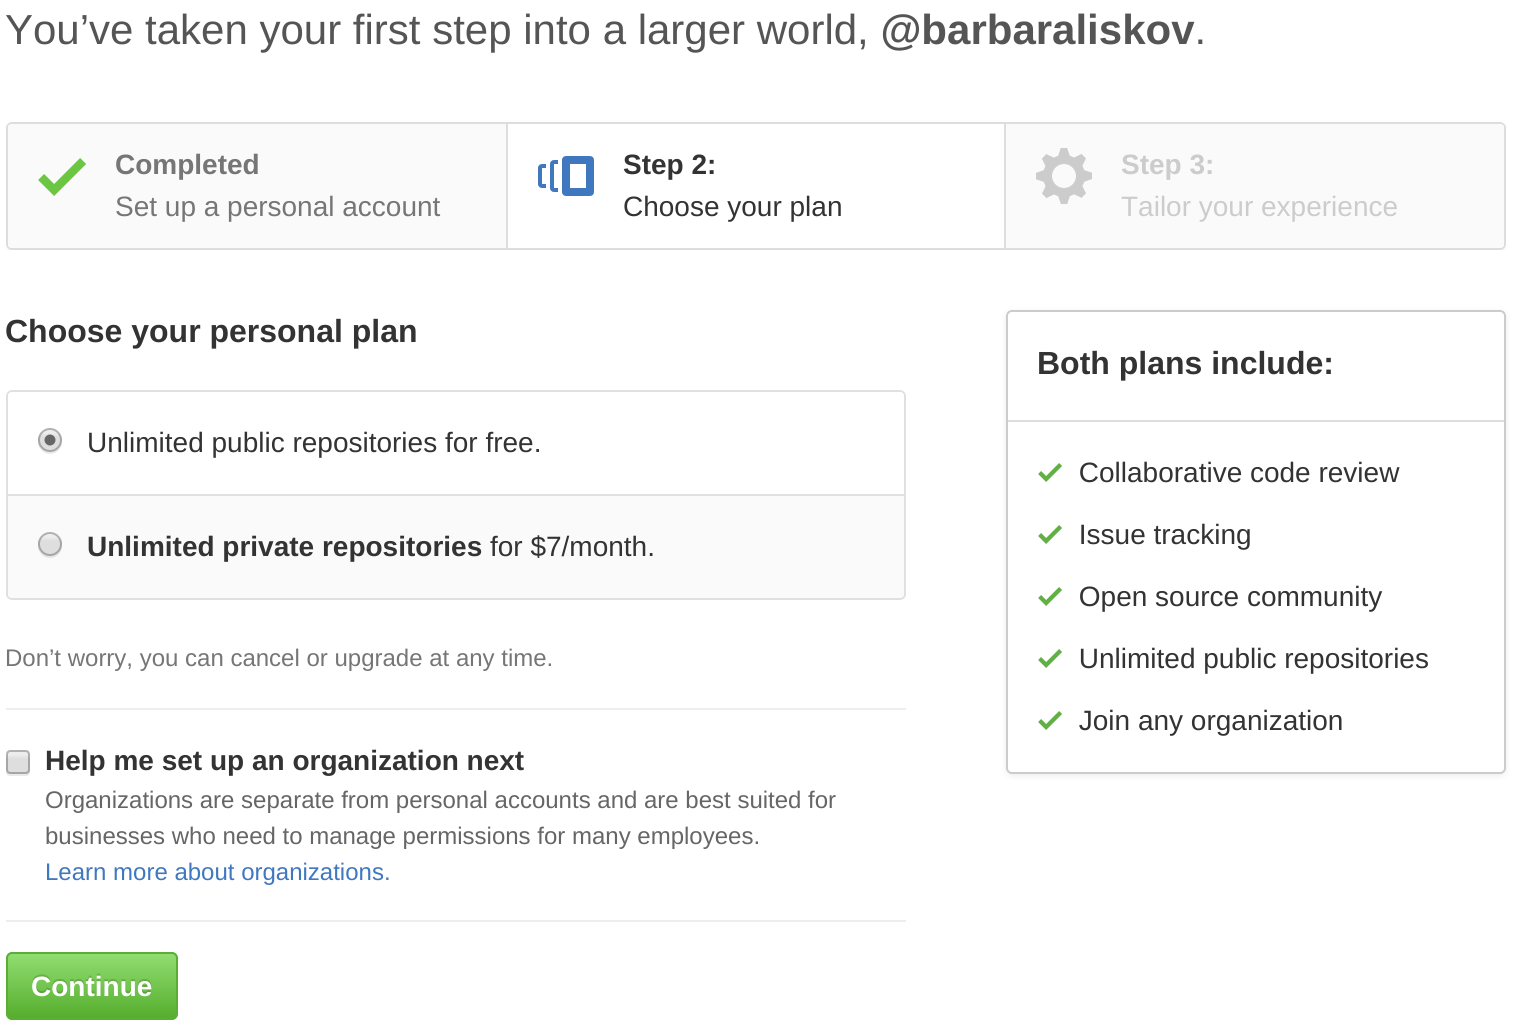 You’ve taken your first step into a larger world, @barbaraliskov.
Completed
Set up a personal account
Step 2:
Choose your plan
Step 3:
Tailor your experience
Choose your personal plan
Unlimited public repositories for free.
Unlimited private repositories for $7/month.
Don’t worry, you can cancel or upgrade at any time.
Help me set up an organization next
Organizations are separate from personal accounts and are best suited for
businesses who need to manage permissions for many employees.
Learn more about organizations.
Continue
Both plans include:
Collaborative code review
Issue tracking
Open source community
Unlimited public repositories
Join any organization